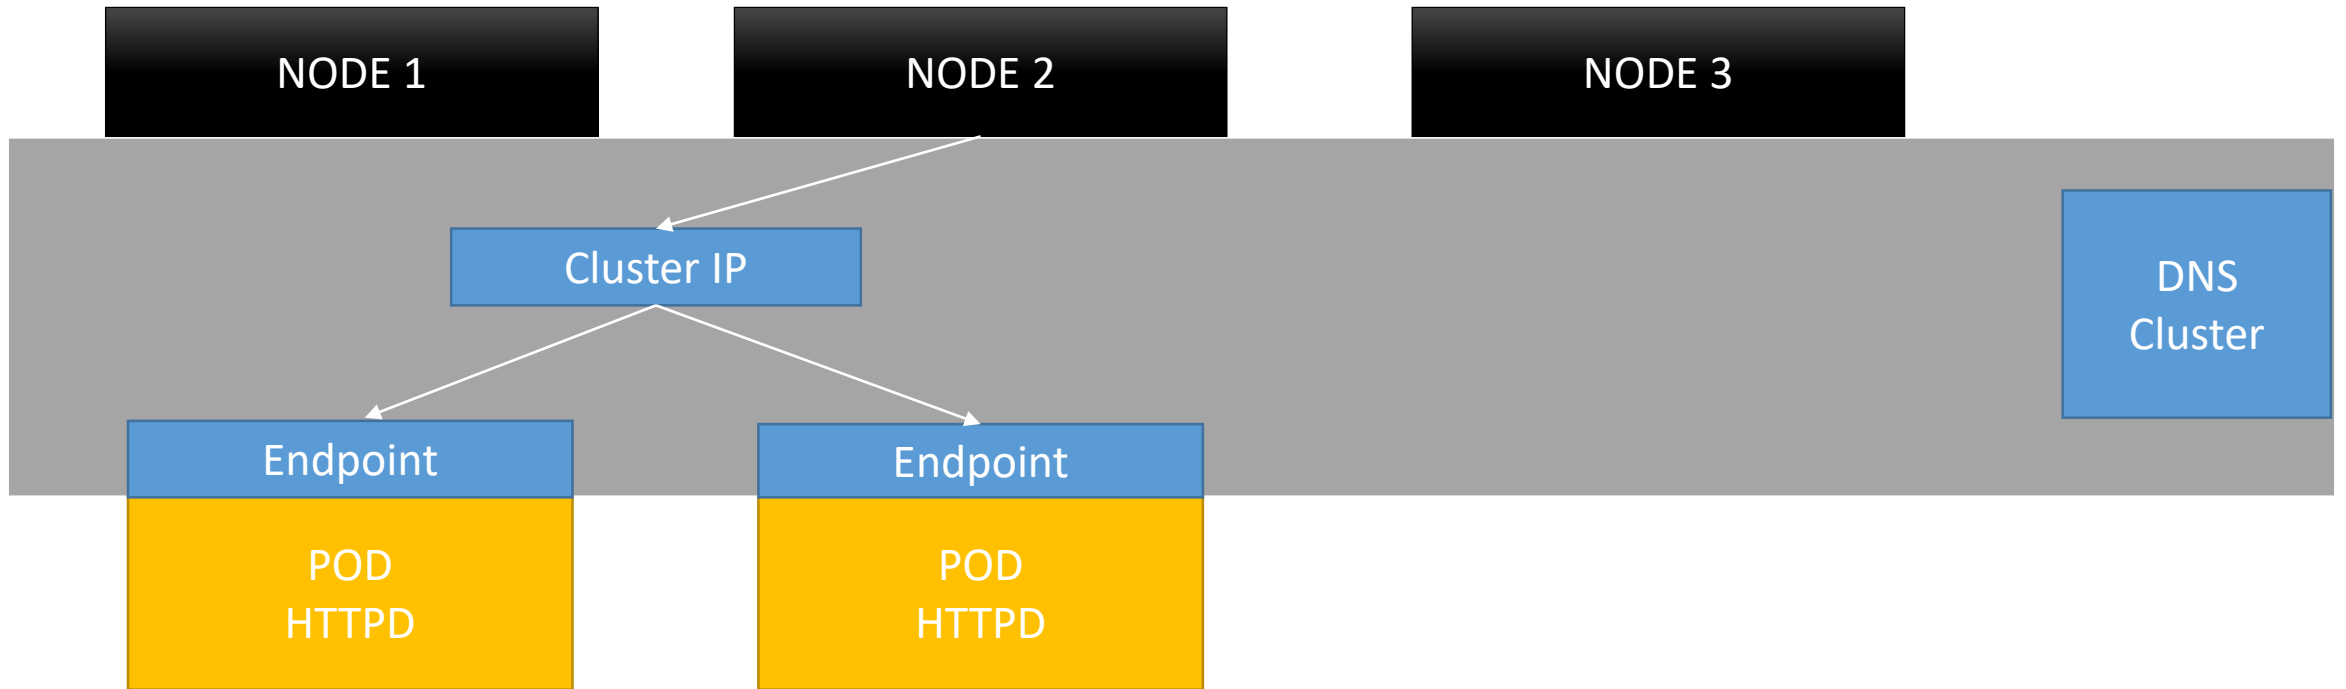 NODE 1
NODE 2
NODE 3
Cluster IP
DNS
Cluster
Endpoint
Endpoint
POD
HTTPD
POD
HTTPD